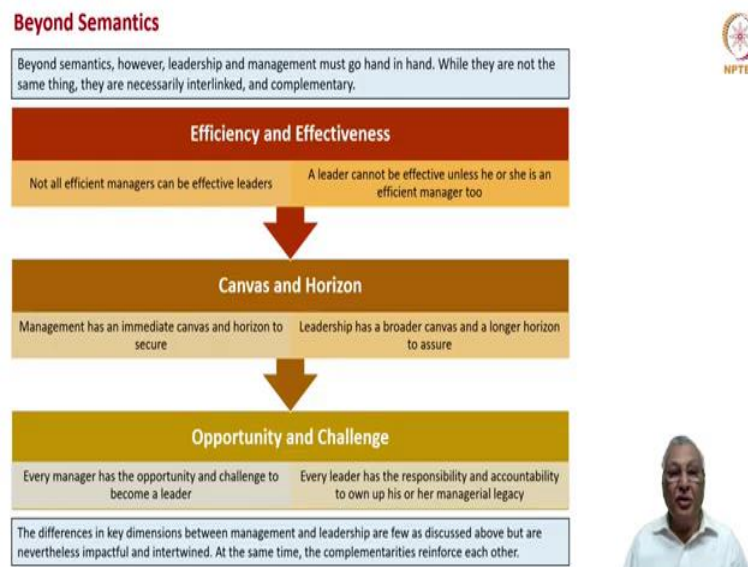 Beyond Semantics
Beyond semantics, however, leadership and management must go hand in hand. While they are not the
same thing, they are necessarily interlinked, and complementary.
Efficiency and Effectiveness
Not all efficient managers can be effective leaders
A leader cannot be effective unless he or she is an
efficient manager too
Canvas and Horizon
Management has an immediate canvas and horizon to
secure
Leadership has a broader canvas and a longer horizon
to assure
Opportunity and Challenge
Every manager has the opportunity and challenge to
become a leader
Every leader has the responsibility and accountability
to own up his or her managerial legacy
The differences in key dimensions between management and leadership are few as discussed above but are
nevertheless impactful and intertwined. At the same time, the complementarities reinforce each other.
NPTE